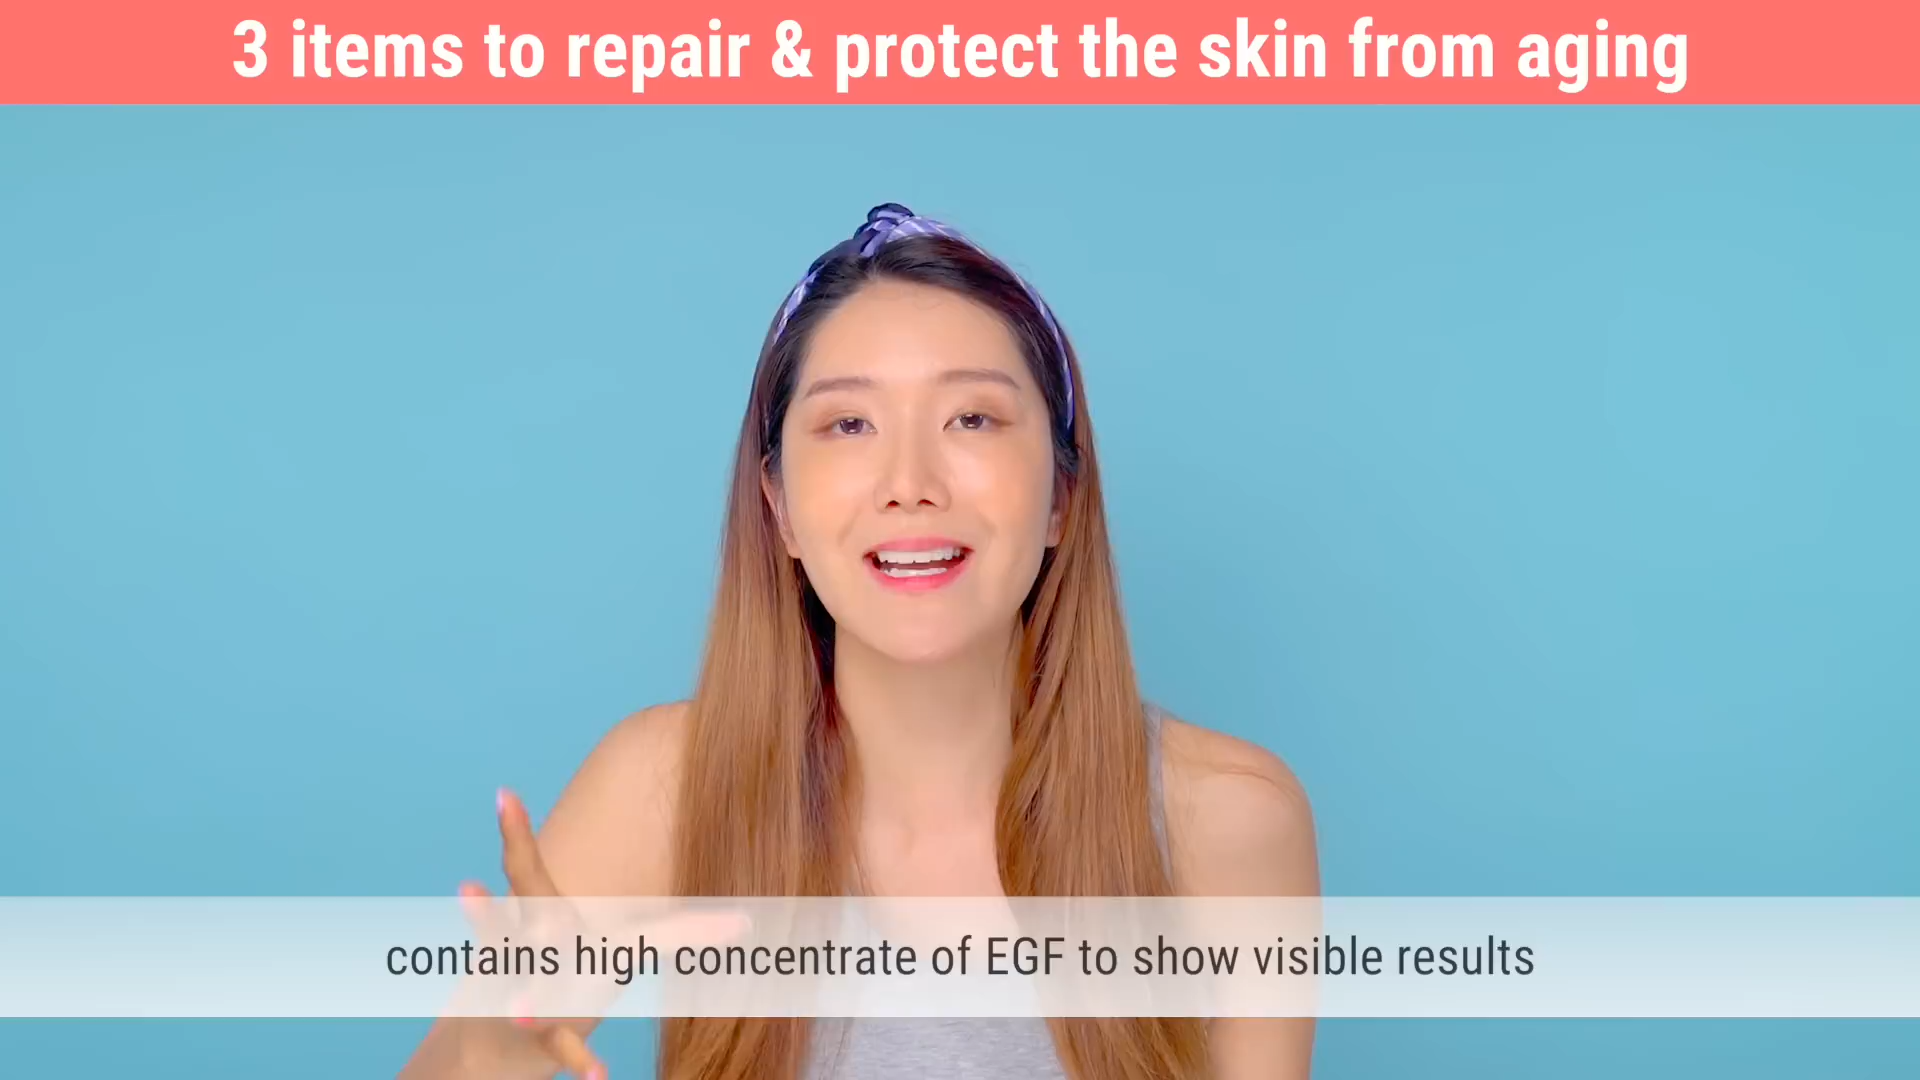 3 items to repair & protect the skin from aging
contains high concentrate of EGF to show visible results